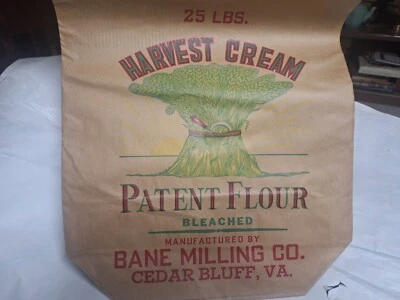 25 LBS.
HARVEST CREAM
PATENT FLOUR
BLEACHED
MANUFACTURED BY
BANE MILLING CO.
CEDAR BLUFF, VA.